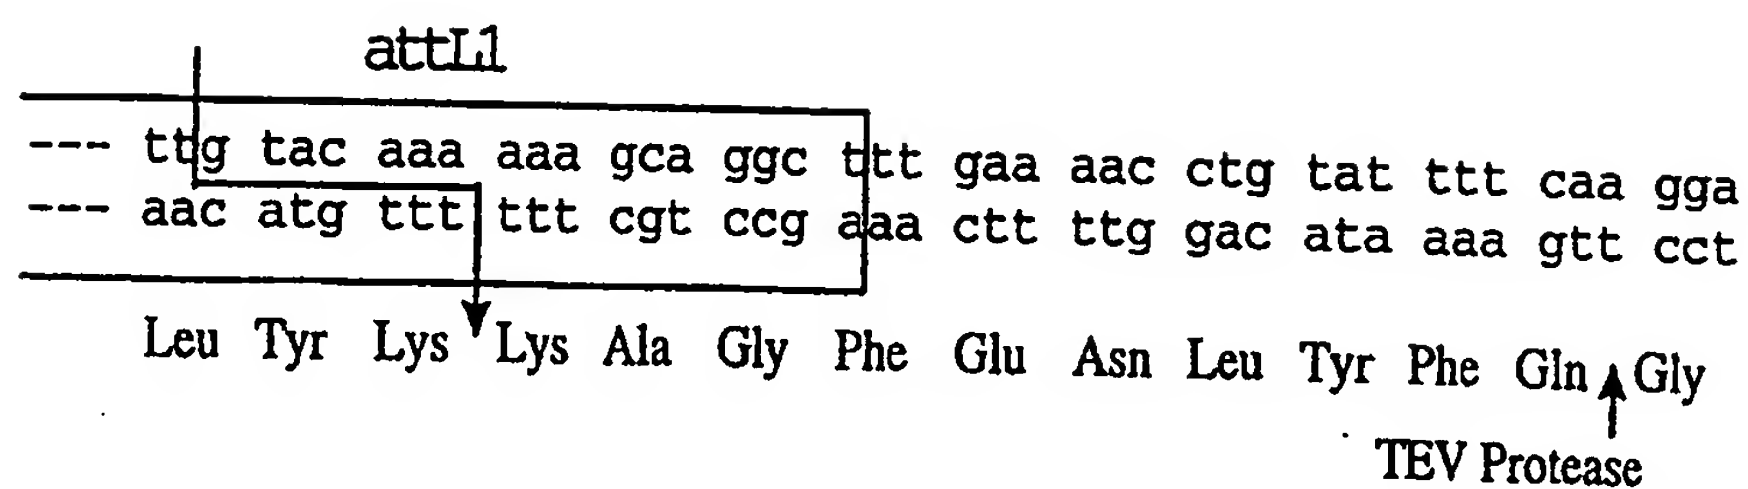 attL1
--- ttg tac aaa aaa gca ggc ttt gaa aac ctg tat ttt caa gga
--- aac atg ttt ttt cgt ccg aaa ctt ttg gac ata aaa gtt cct
Leu Tyr Lys Lys Ala Gly Phe Glu Asn Leu Tyr Phe Gln Gly
TEV Protease